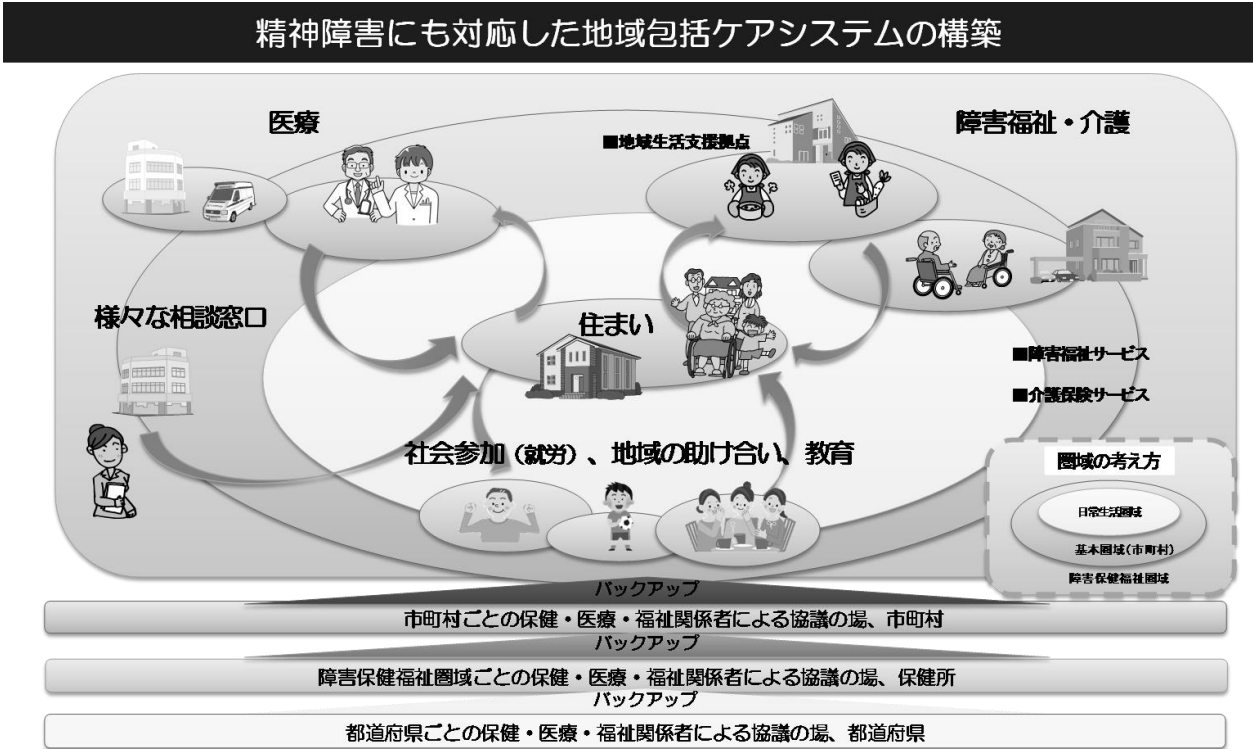 精神障害にも対応した地域包括ケアシステムの構築
医療
■地域生活支援拠点
障害福祉・介護
様々な相談窓口
住まい
■障害福祉サービス
■介護保険サービス
社会参加（就労）、地域の助け合い、教育
圏域の考え方
日常生活圏域
基本圏域（市町村）
障害保健福祉圏域
バックアップ
市町村ごとの保健・医療・福祉関係者による協議の場、市町村
バックアップ
障害保健福祉圏域ごとの保健・医療・福祉関係者による協議の場、保健所
バックアップ
都道府県ごとの保健・医療・福祉関係者による協議の場、都道府県